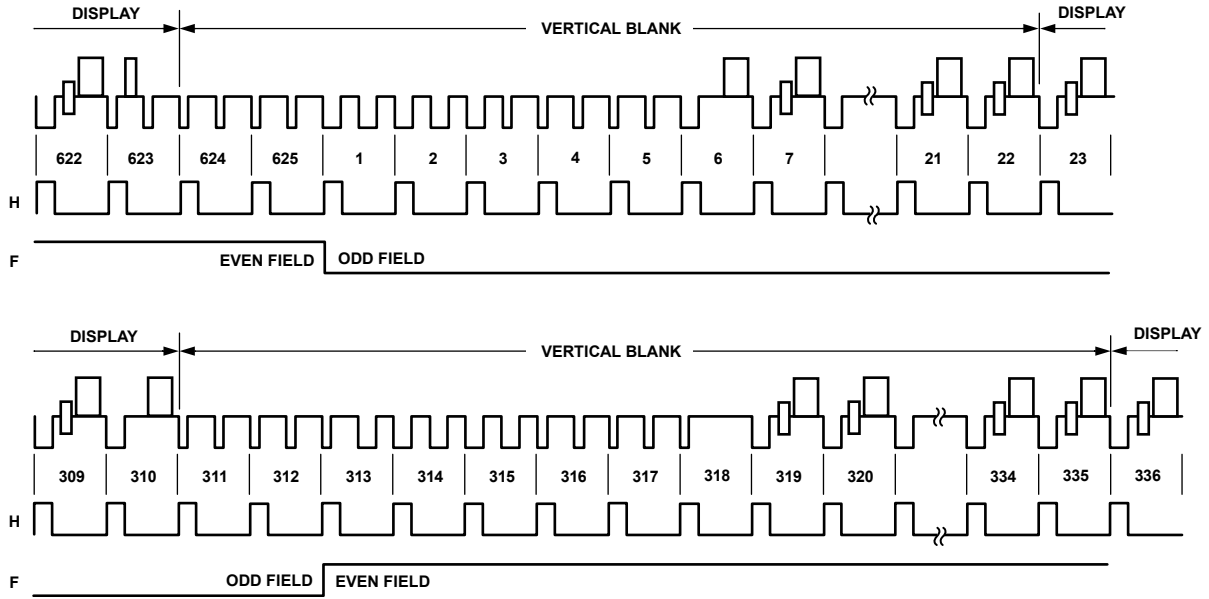 DISPLAY VERTICAL BLANK DISPLAY
622 623 624 625 1 2 3 4 5 6 7 21 22 23
H
F EVEN FIELD ODD FIELD
DISPLAY VERTICAL BLANK DISPLAY
309 310 311 312 313 314 315 316 317 318 319 320 334 335 336
H
F ODD FIELD EVEN FIELD